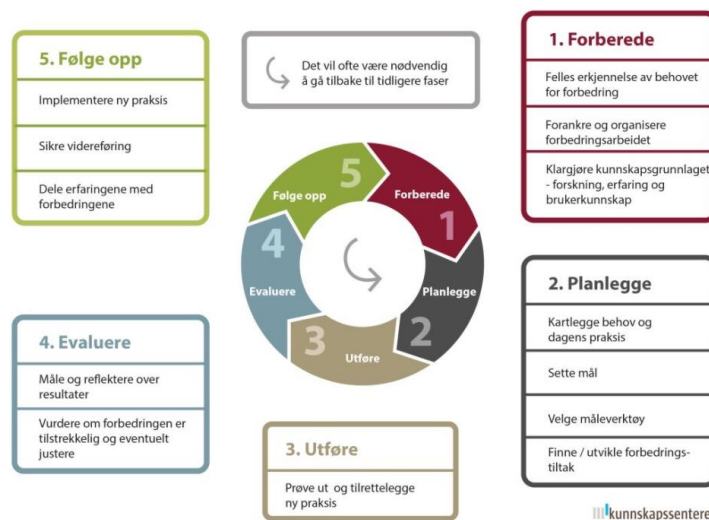 5. Følge opp
Implementere ny praksis
Sikre videreføring
Dele erfaringene med
forbedringene
Det vil ofte være nødvendig
å gå tilbake til tidligere faser
1. Forberede
Felles erkjennelse av behovet
for forbedring
Forankre og organisere
forbedringsarbeidet
Klargjøre kunnskapsgrunnlaget
- forskning, erfaring og
brukerkunnskap
5
Følge opp
Forberede
1
4
Evaluere
Planlegge
2
3
Utføre
2. Planlegge
Kartlegge behov og
dagens praksis
Sette mål
Velge måleverktøy
Finne / utvikle forbedrings-
tiltak
4. Evaluere
Måle og reflektere over
resultater
Vurdere om forbedringen er
tilstrekkelig og eventuelt
justere
3. Utføre
Prøve ut og tilrettelegge
ny praksis
kunnskapssentere